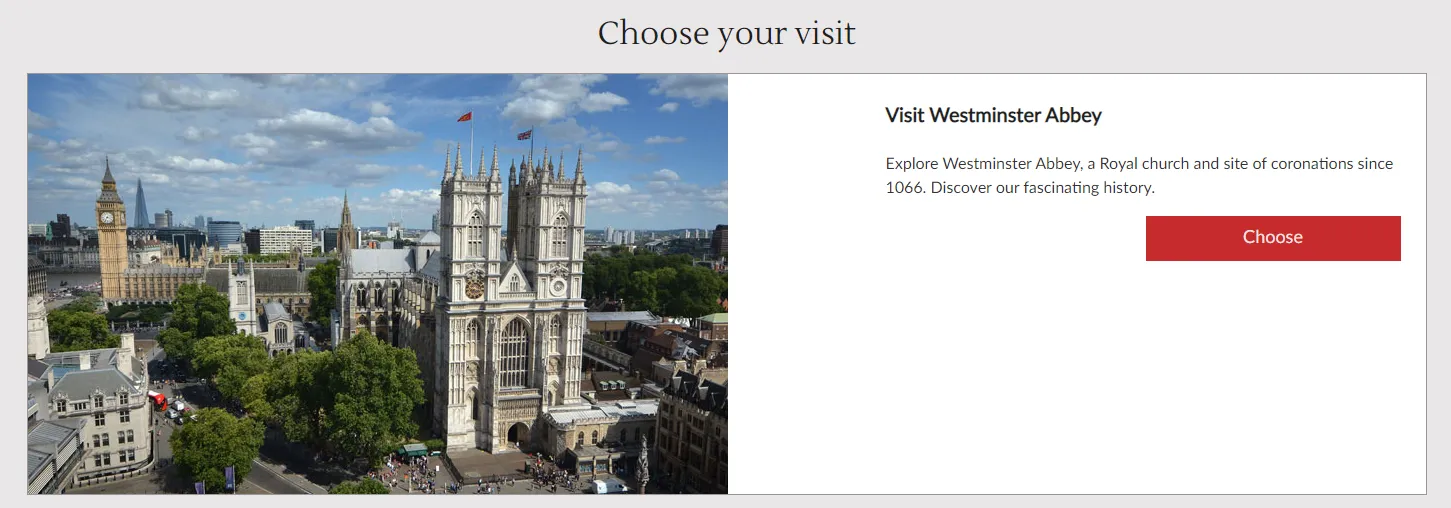 Choose your visit
Visit Westminster Abbey
Explore Westminster Abbey, a Royal church and site of coronations since
1066. Discover our fascinating history.
Choose